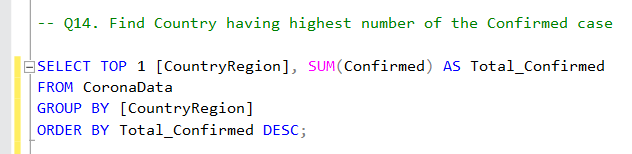 -- Q14. Find Country having highest number of the Confirmed case
SELECT TOP 1 [CountryRegion], SUM(Confirmed) AS Total_Confirmed
FROM CoronaData
GROUP BY [CountryRegion]
ORDER BY Total_Confirmed DESC;